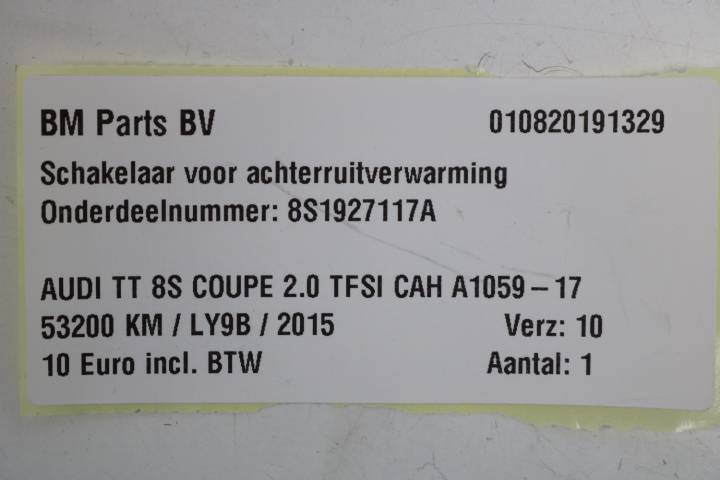 BM Parts BV 010820191329
Schakelaar voor achterruitverwarming
Onderdeelnummer: 8S1927117A
AUDI TT 8S COUPE 2.0 TFSI CAH A1059-17
53200 KM / LY9B / 2015 Verz: 10
10 Euro incl. BTW Aantal: 1